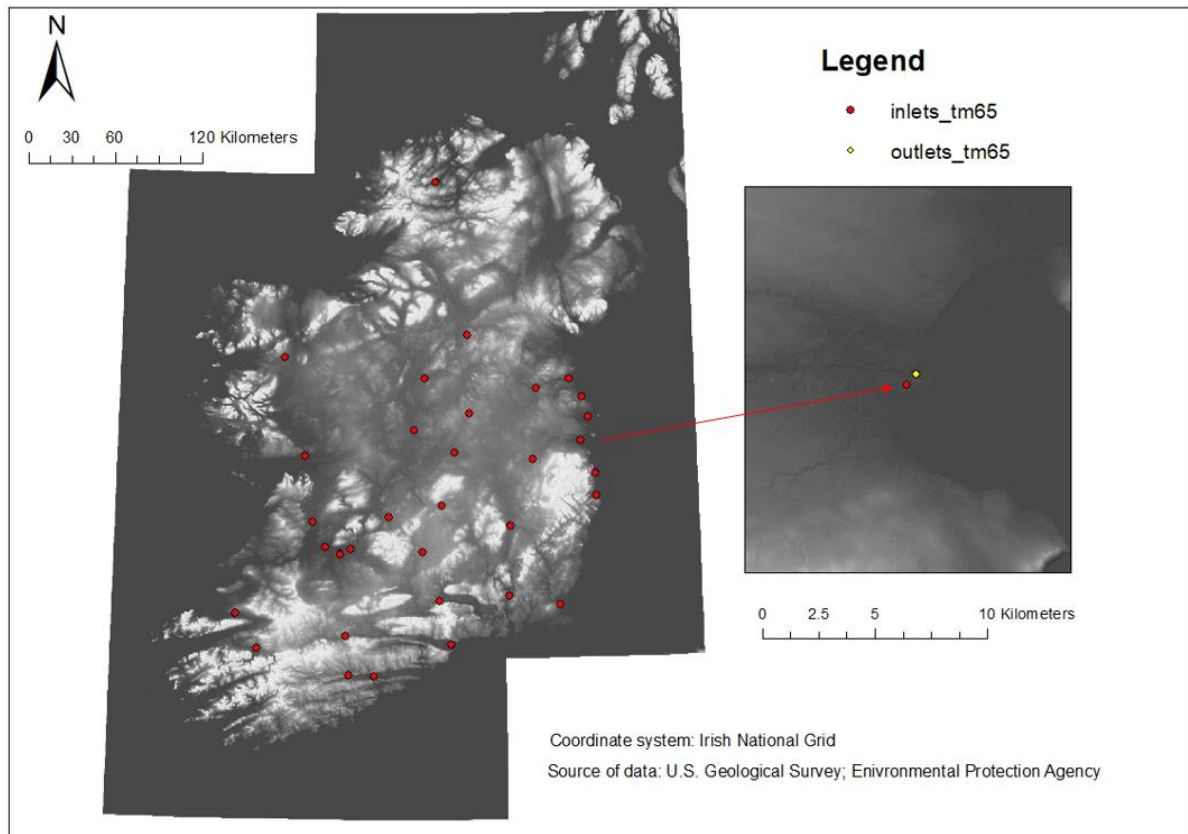 N
0 30 60 120 Kilometers
Legend
inlets_tm65
outlets_tm65
0 2.5 5 10 Kilometers
Coordinate system: Irish National Grid
Source of data: U.S. Geological Survey; Enivronmental Protection Agency